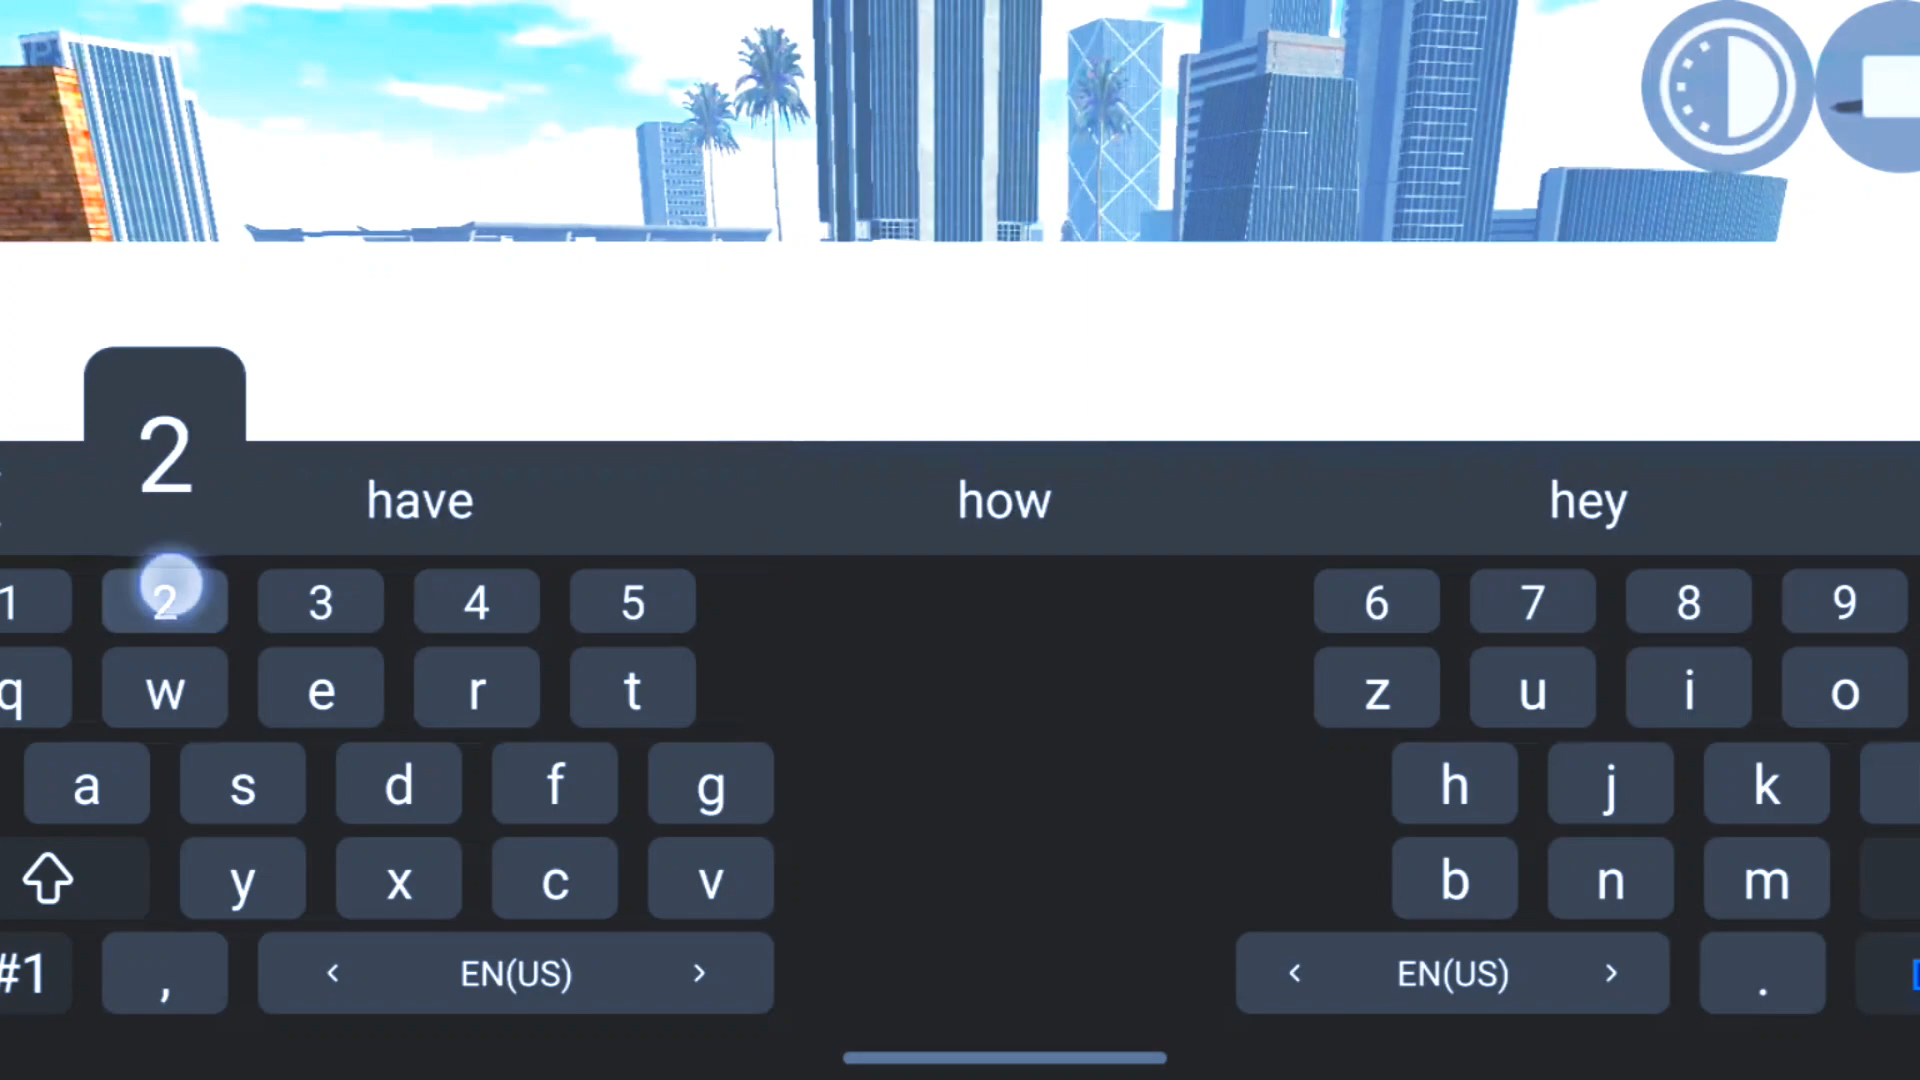 2
have how hey
1 2 3 4 5 6 7 8 9
q w e r t z u i o
a s d f g h j k
y x c v b n m
#1 , < EN(US) > < EN(US) > .